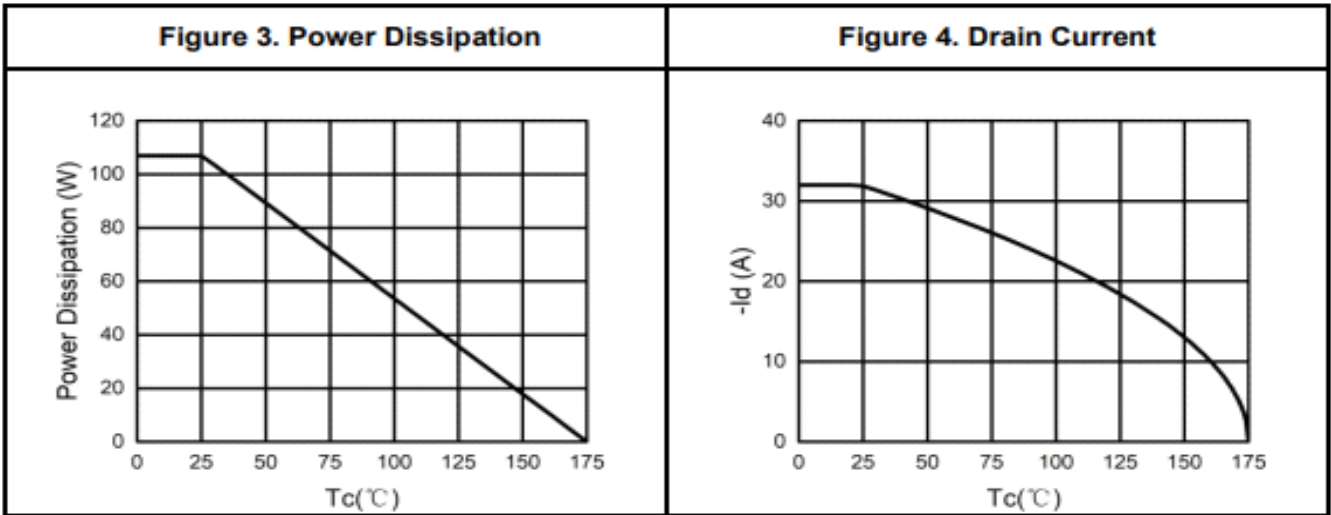 Figure 3. Power Dissipation
Figure 4. Drain Current
120
100
80
60
40
20
0
Power Dissipation (W)
0 25 50 75 100 125 150 175
Tc(℃)
40
30
20
10
0
-Id (A)
0 25 50 75 100 125 150 175
Tc(℃)